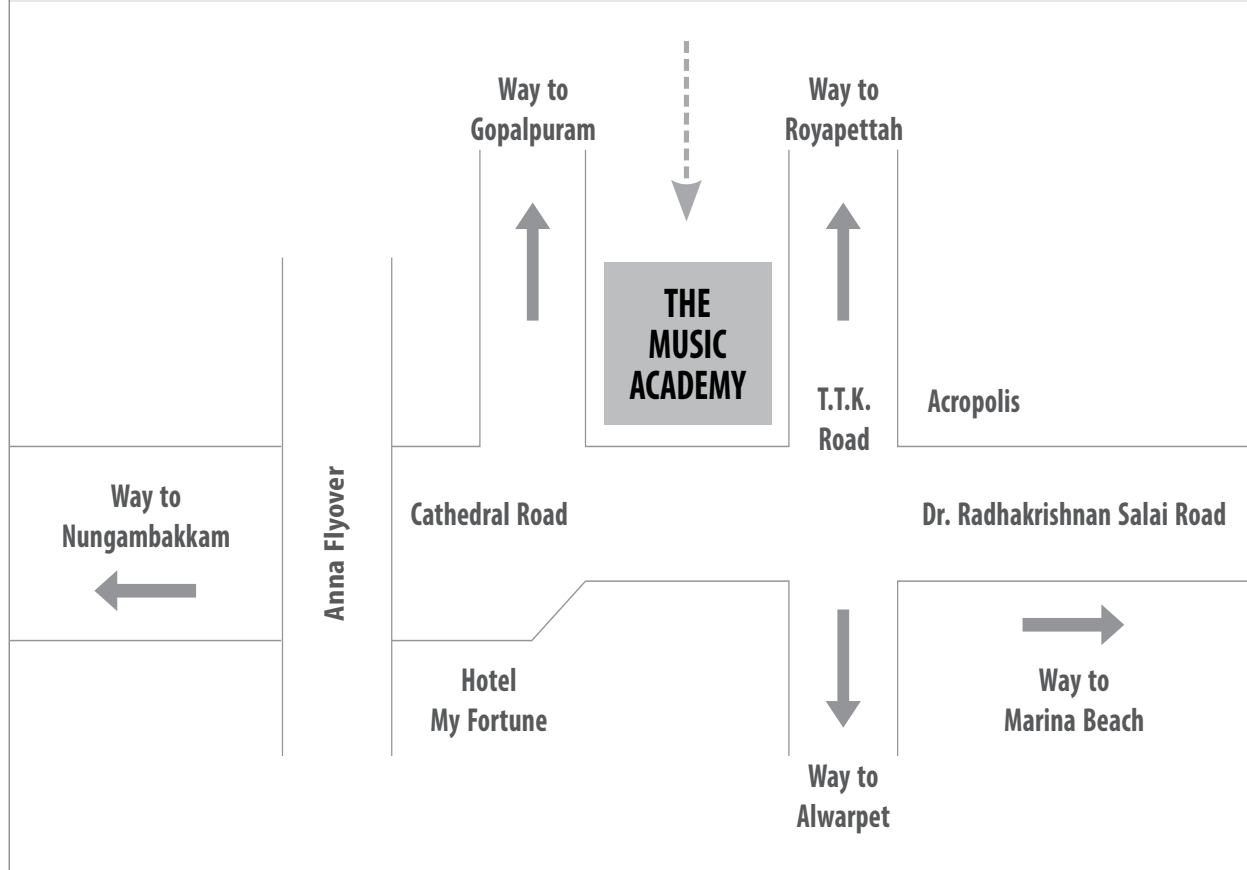 Way to
Gopalpuram
Way to
Royapettah
THE
MUSIC
ACADEMY
T.T.K.
Road
Acropolis
Way to
Nungambakkam
Anna Flyover
Cathedral Road
Dr. Radhakrishnan Salai Road
Hotel
My Fortune
Way to
Marina Beach
Way to
Alwarpet